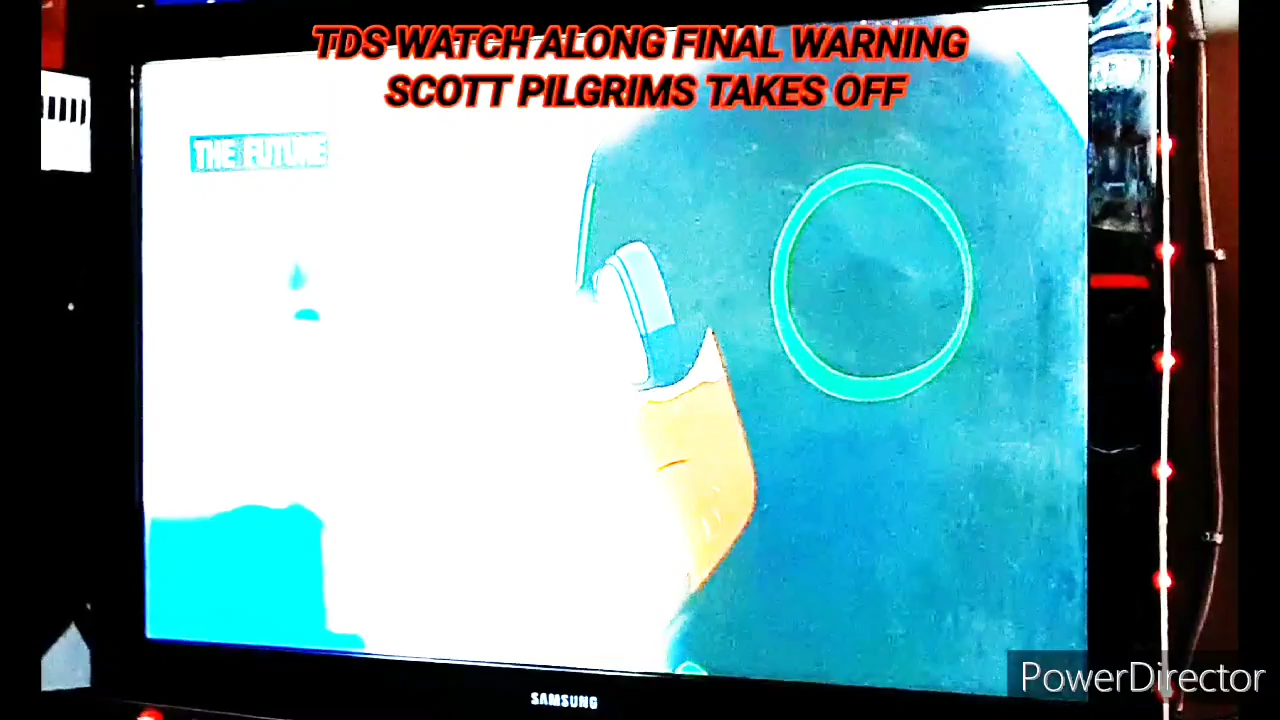 TDS WATCH ALONG FINAL WARNING
SCOTT PILGRIMS TAKES OFF
THE FUTURE
SAMSUNG
PowerDirector